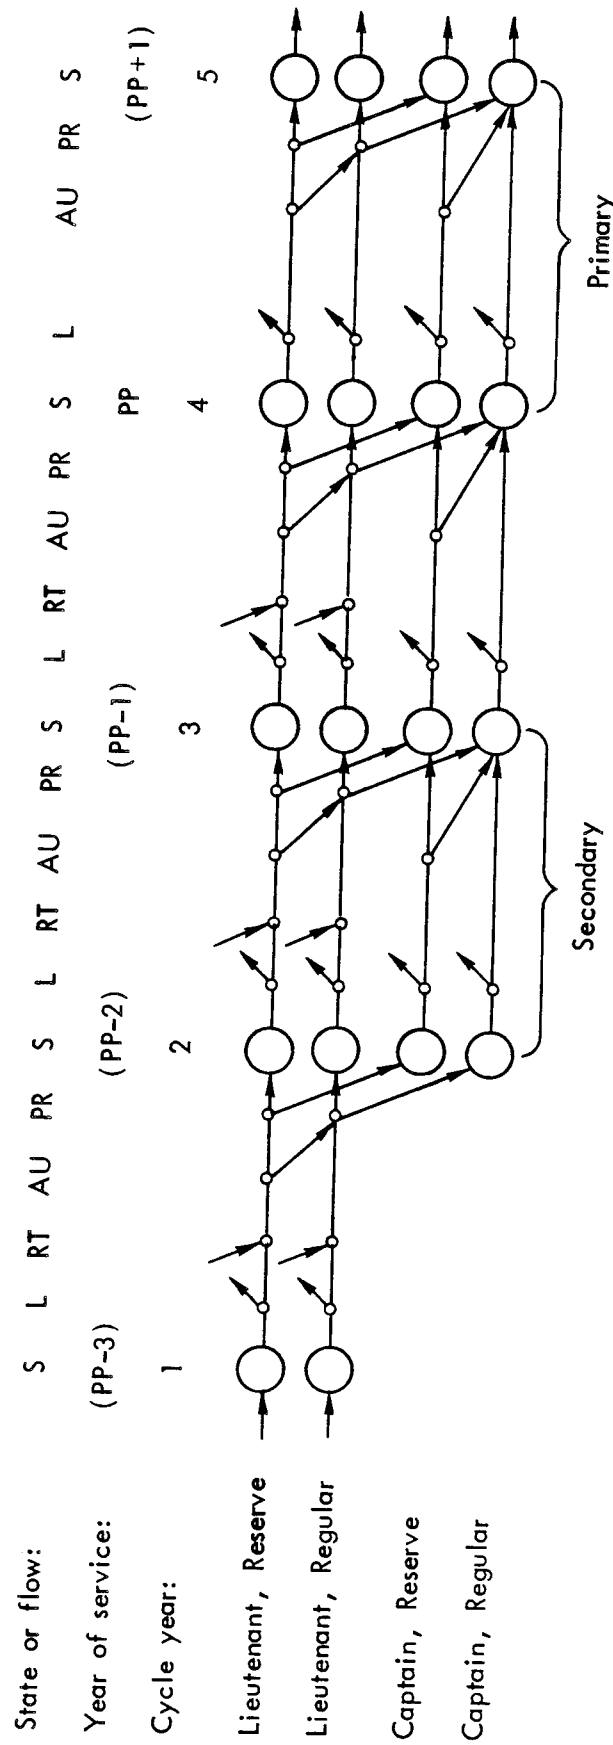 State or flow: S L RT AU PR S L RT AU PR S L RT AU PR S L AU PR S
Year of service: (PP-3) (PP-2) (PP-1) PP (PP+1)
Cycle year: 1 2 3 4 5
Lieutenant, Reserve
Lieutenant, Regular
Captain, Reserve
Captain, Regular
Secondary
Primary